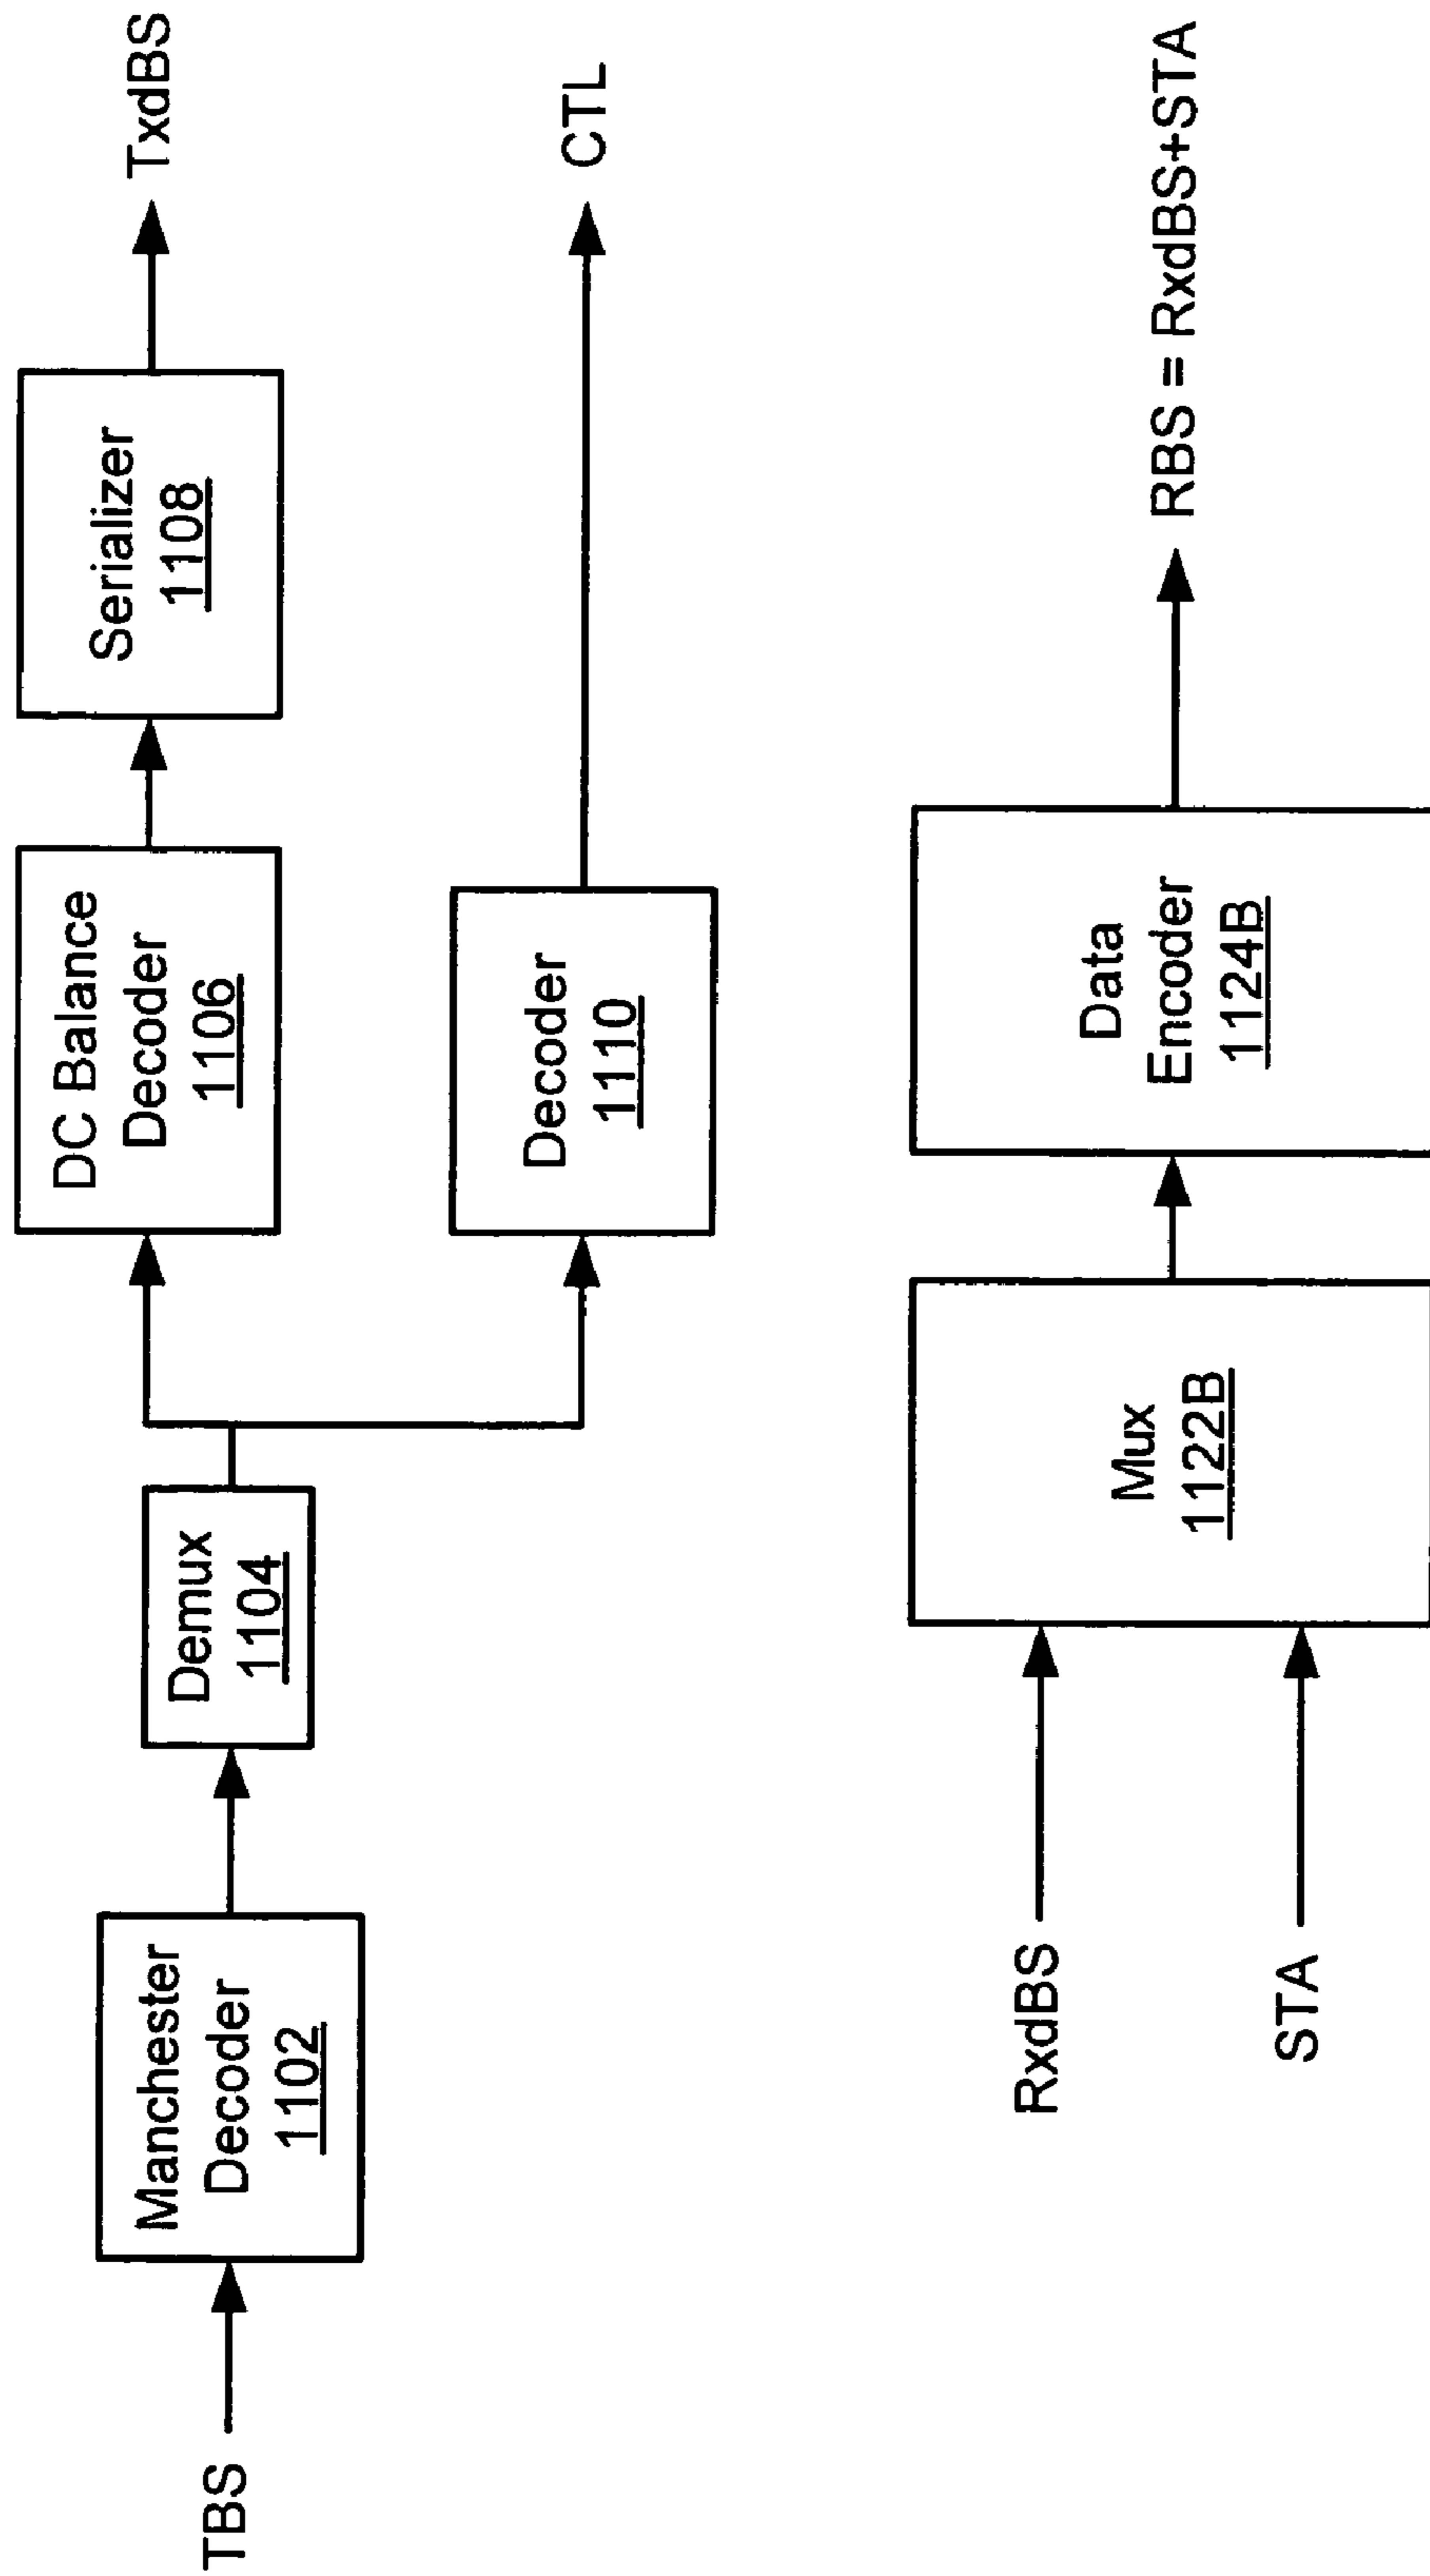 TBS
Manchester
Decoder
1102
Demux
1104
DC Balance
Decoder
1106
Serializer
1108
TxdBS
Decoder
1110
CTL
RxdBS
STA
Mux
1122B
Data
Encoder
1124B
RBS = RxdBS+STA